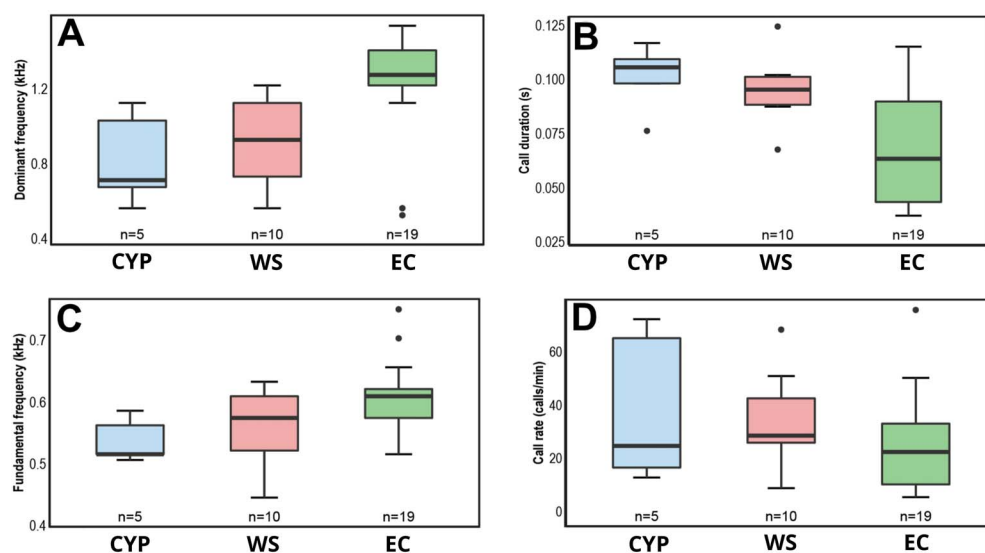 A
Dominant frequency (kHz)
1.2
0.8
0.4
n=5
n=10
n=19
CYP
WS
EC
B
Call duration (s)
0.125
0.100
0.075
0.050
0.025
n=5
n=10
n=19
CYP
WS
EC
C
Fundamental frequency (kHz)
0.7
0.6
0.5
0.4
n=5
n=10
n=19
CYP
WS
EC
D
Call rate (calls/min)
60
40
20
0
n=5
n=10
n=19
CYP
WS
EC